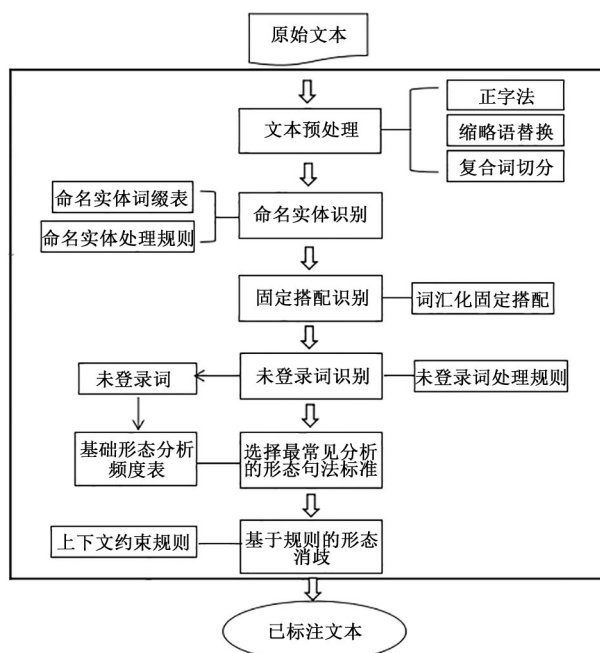 原始文本
文本预处理
正字法
缩略语替换
复合词切分
命名实体词缀表
命名实体处理规则
命名实体识别
固定搭配识别
词汇化固定搭配
未登录词
未登录词识别
未登录词处理规则
基础形态分析
频度表
选择最常见分析
的形态句法标准
上下文约束规则
基于规则的形态
消歧
已标注文本